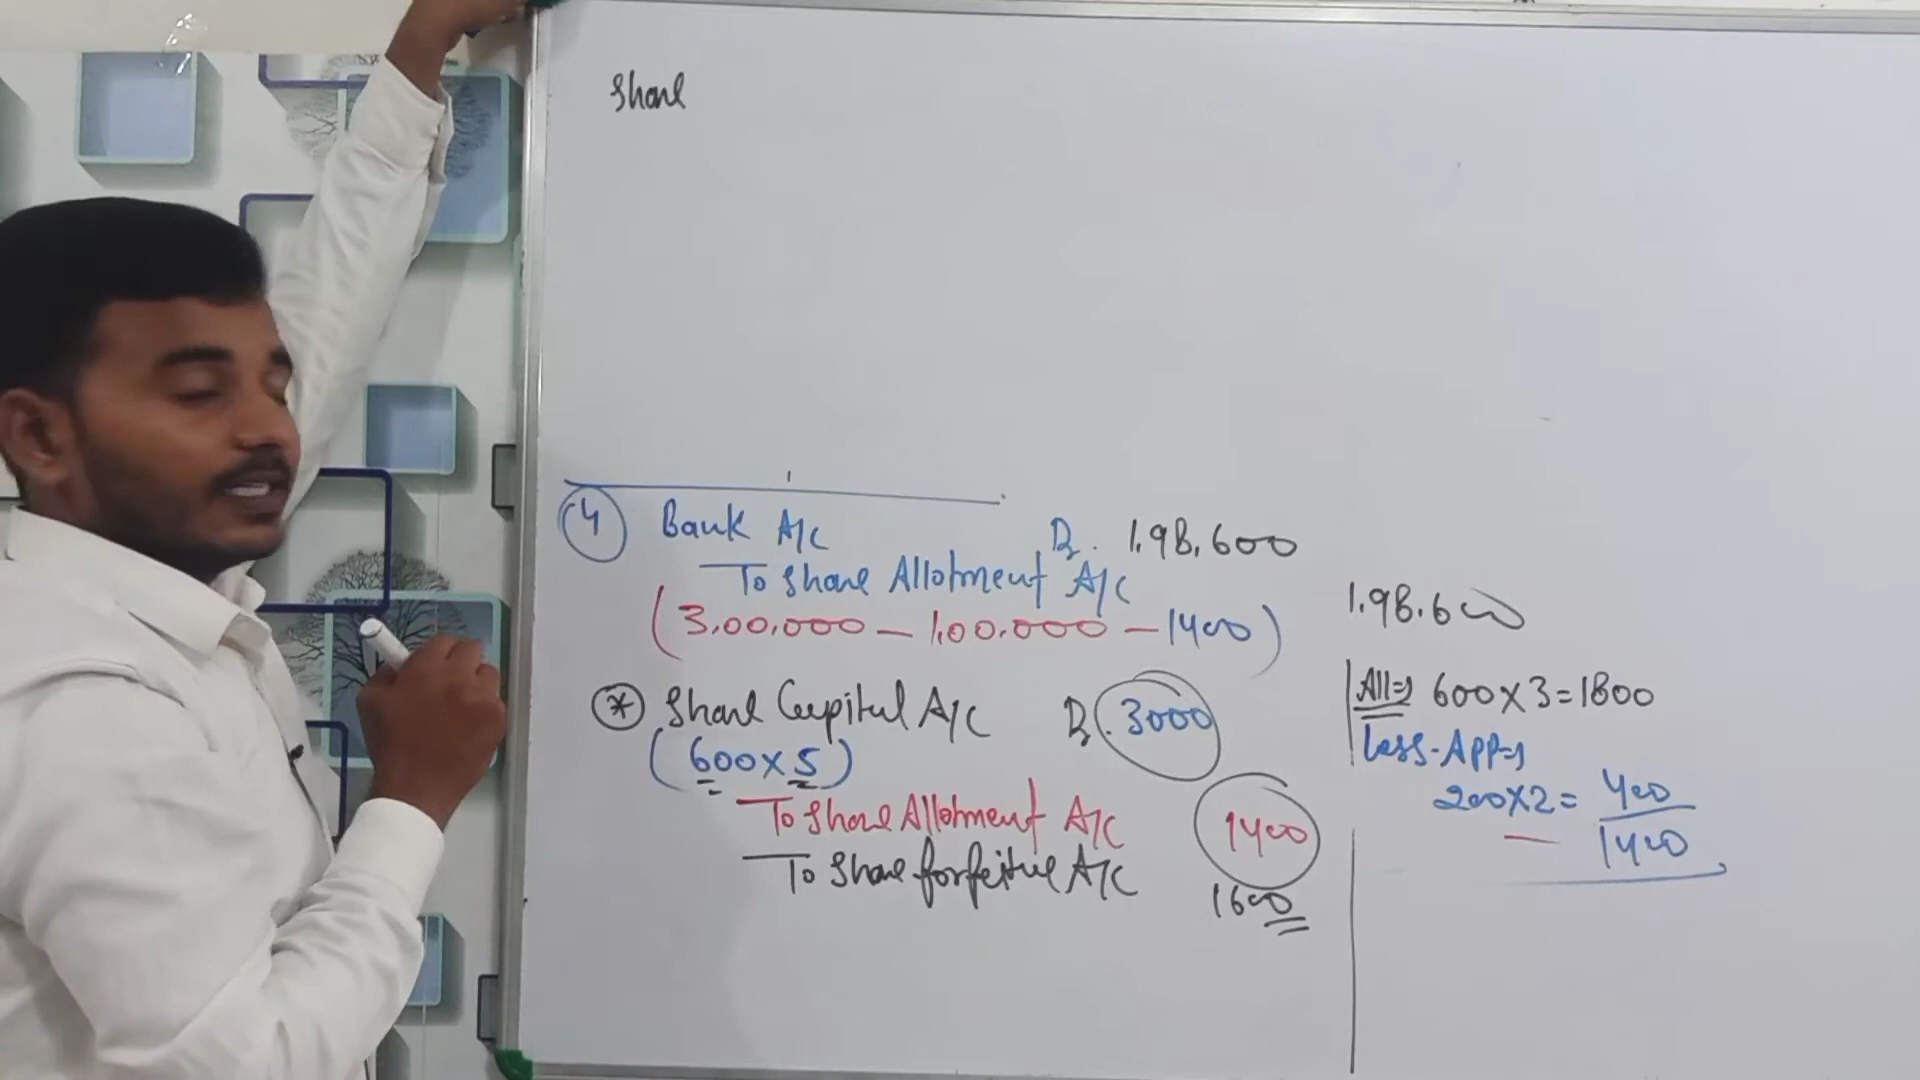 Share
4 Bank A/C Dr. 1,98,600
To Share Allotment A/C
(3,00,000 - 1,00,000 - 1400)
1,98,600
* Share Capital A/C Dr. 3000
(600 x 5)
To Share Allotment A/C 1400
To Share forfeitue A/C 1600
All=) 600 x 3 = 1800
Less - App=)
200 x 2 = 400
1400